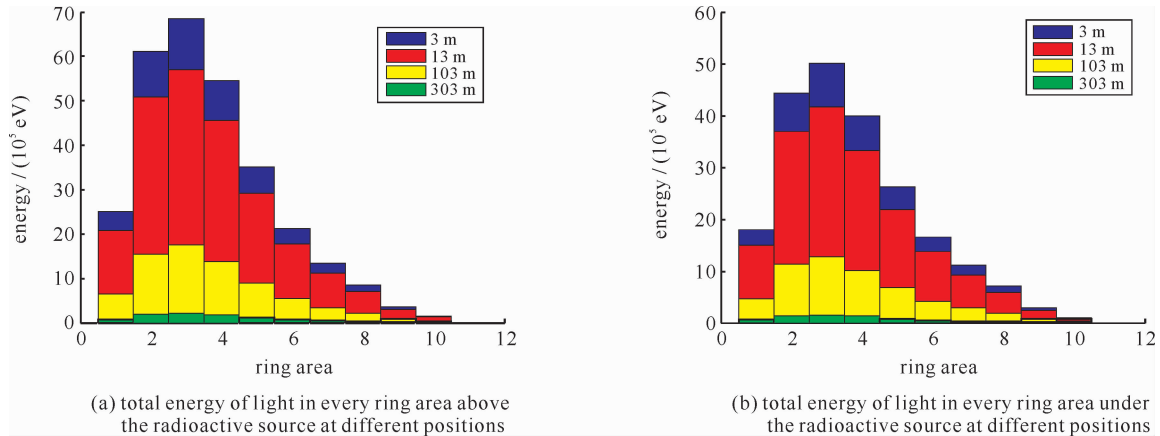 70
60
50
40
30
20
10
0
energy / (10⁵ eV)
3 m
13 m
103 m
303 m
2
4
6
8
10
12
ring area
(a) total energy of light in every ring area above
the radioactive source at different positions
60
50
40
30
20
10
0
energy / (10⁵ eV)
3 m
13 m
103 m
303 m
2
4
6
8
10
12
ring area
(b) total energy of light in every ring area under
the radioactive source at different positions